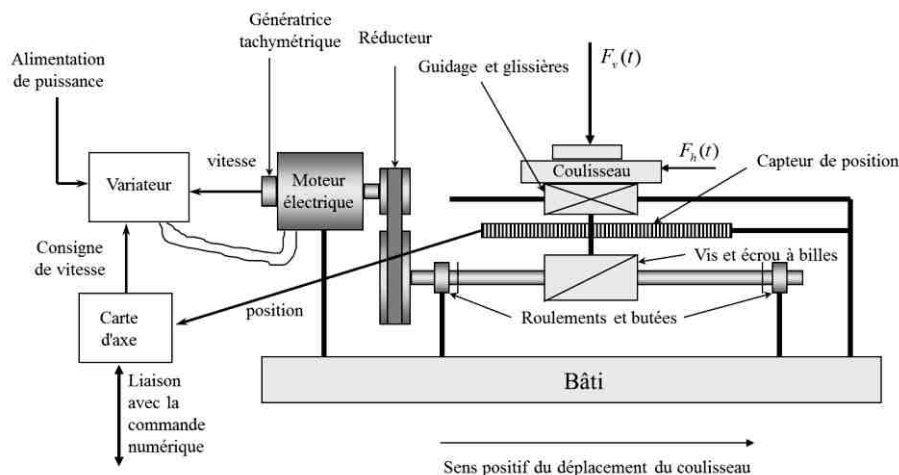 Génératrice
tachymétrique
Réducteur
Alimentation
de puissance
Guidage et glissières
F_v(t)
F_h(t)
Capteur de position
Coulisseau
vitesse
Variateur
Moteur
électrique
Consigne
de vitesse
Vis et écrou à billes
position
Roulements et butées
Carte
d'axe
Bâti
Liaison
avec la
commande
numérique
Sens positif du déplacement du coulisseau